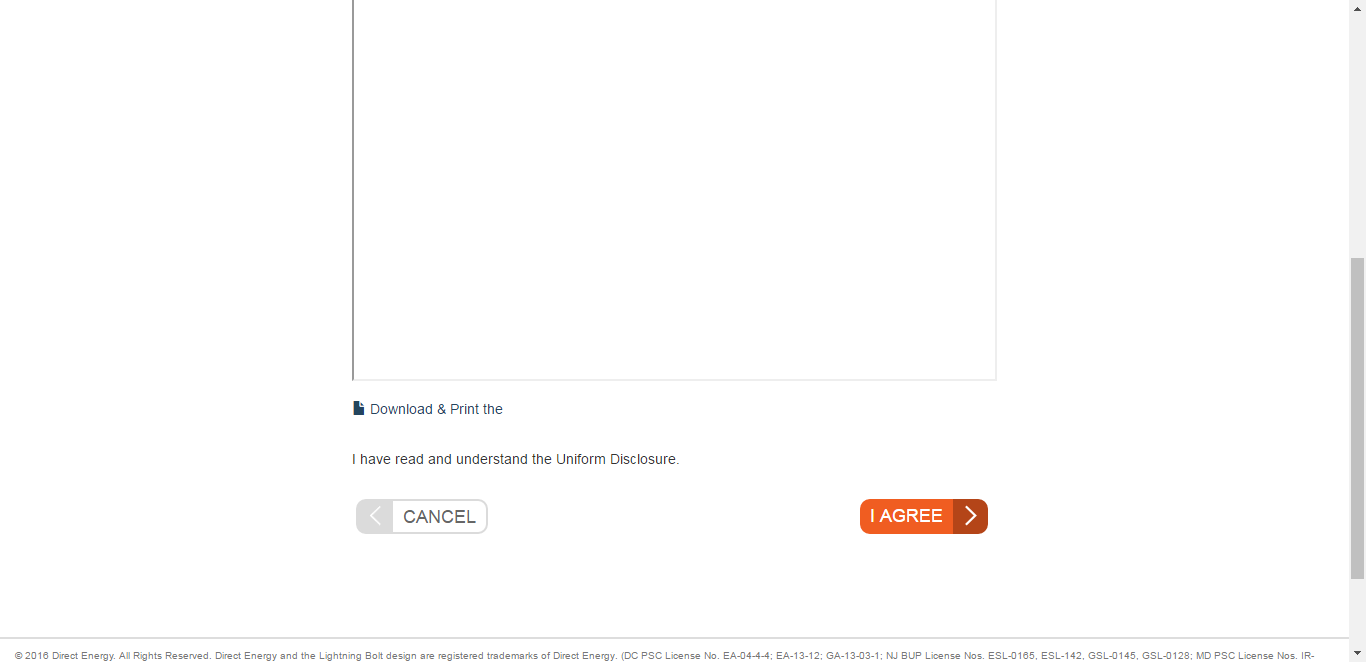 Download & Print the
I have read and understand the Uniform Disclosure.
CANCEL
I AGREE
© 2016 Direct Energy. All Rights Reserved. Direct Energy and the Lightning Bolt design are registered trademarks of Direct Energy. (DC PSC License No. EA-04-4-4; EA-13-12; GA-13-03-1; NJ BUP License Nos. ESL-0165, ESL-142, GSL-0145, GSL-0128; MD PSC License Nos. IR-